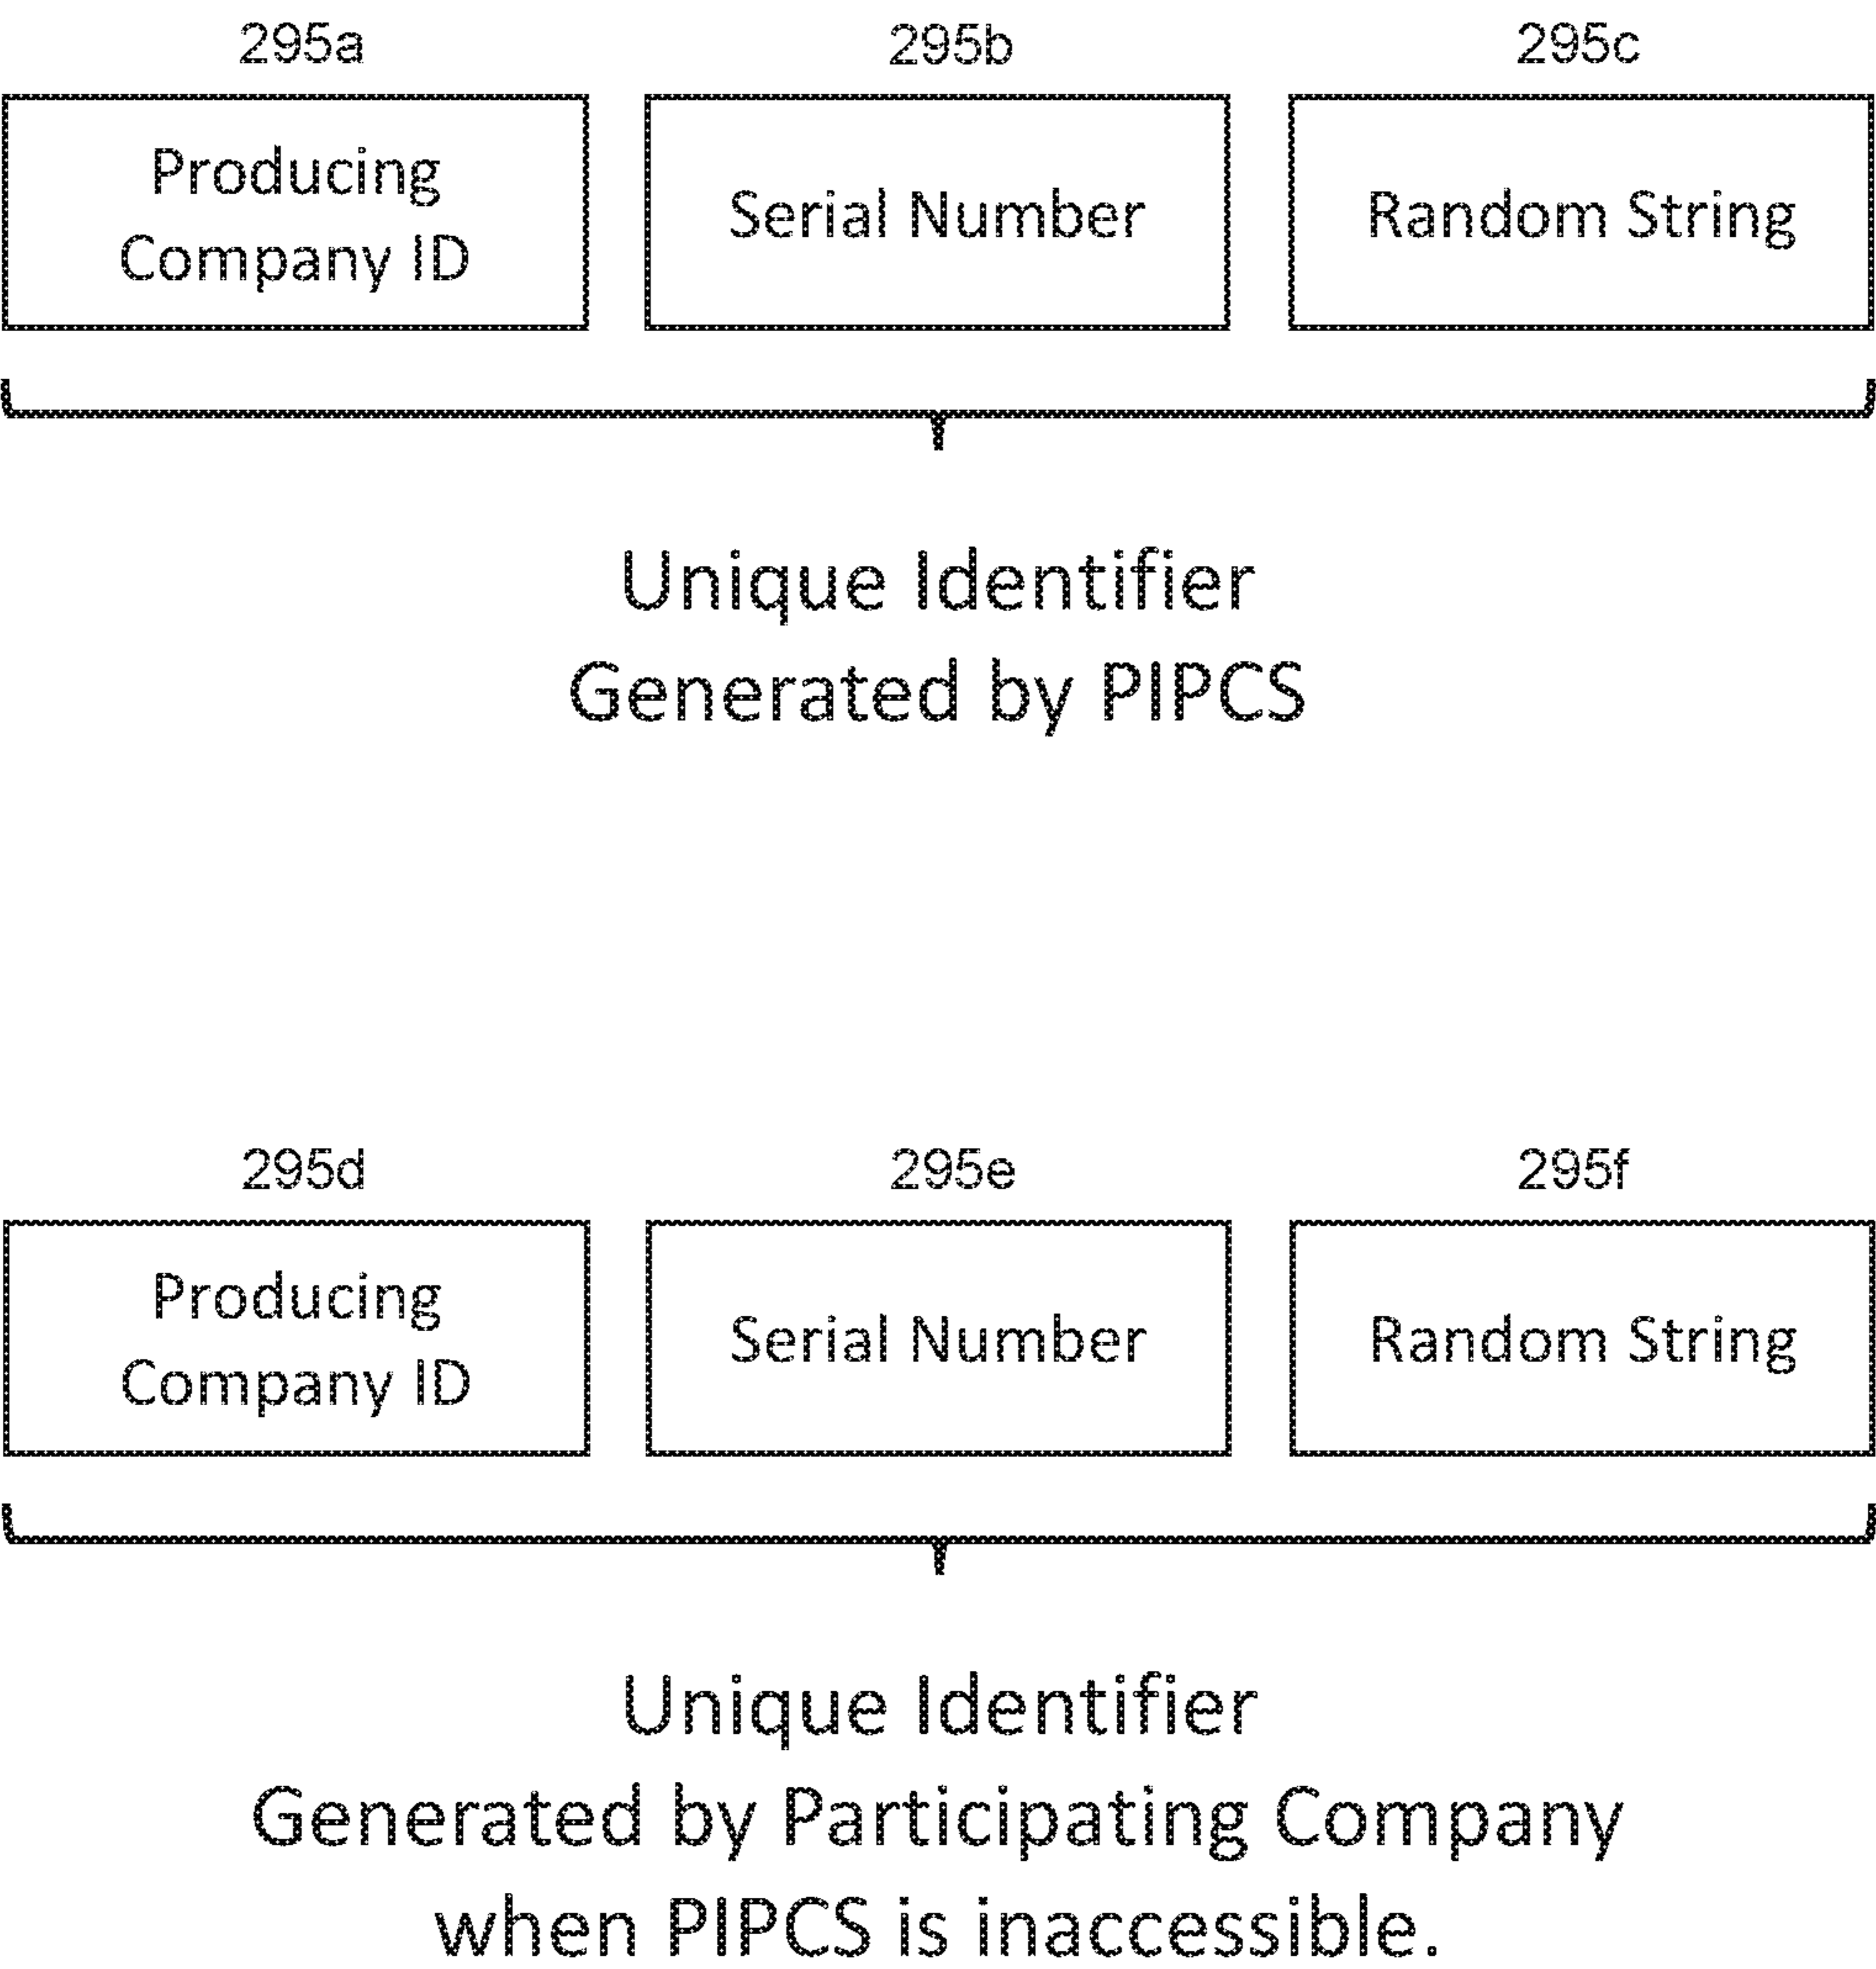 295a 295b 295c
Producing
Company ID
Serial Number
Random String
Unique Identifier
Generated by PIPCS
295d 295e 295f
Producing
Company ID
Serial Number
Random String
Unique Identifier
Generated by Participating Company
when PIPCS is inaccessible.